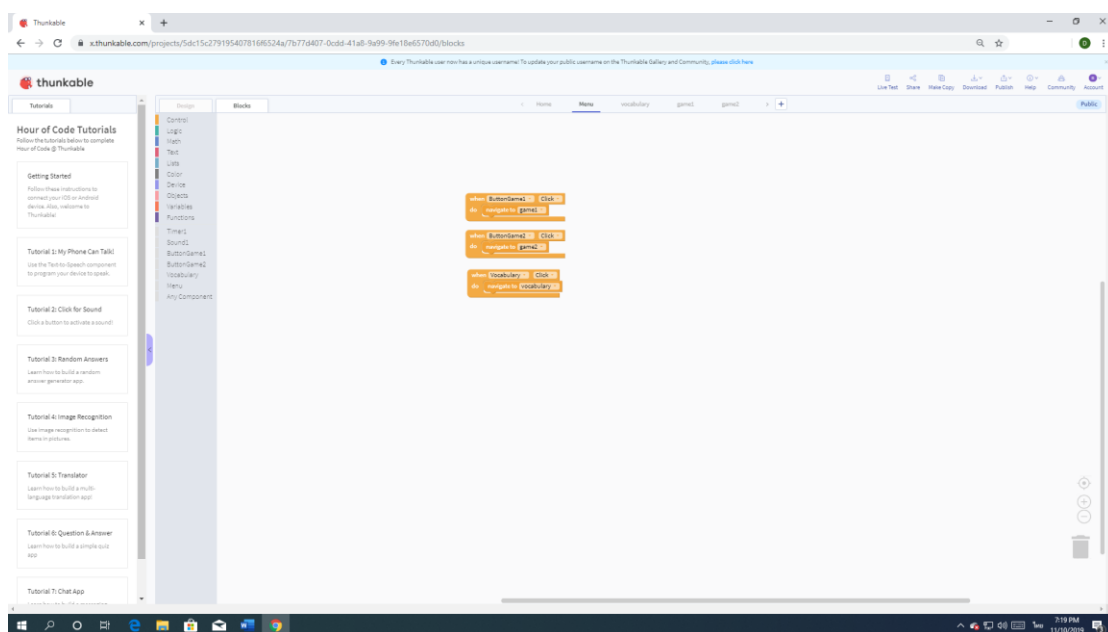 Thunkable
x.thunkable.com/projects/5dc15c279195407816f6524a/7b77d407-0cdd-41a8-9a99-9fe18e6570d0/blocks
Every Thunkable user now has a unique username! To update your public username on the Thunkable Gallery and Community, please click here
thunkable
Live Test Share Make Copy Download Publish Help Community Account
Tutorials
Design Blocks
Home Menu vocabulary game1 game2
Public
Hour of Code Tutorials
Follow the tutorials below to complete
Hour of Code @ Thunkable
Getting Started
Follow these instructions to
connect your iOS or Android
device. Also, welcome to
Thunkable!
Tutorial 1: My Phone Can Talk!
Use the Text-to-Speech component
to program your device to speak.
Tutorial 2: Click for Sound
Click a button to activate a sound!
Tutorial 3: Random Answers
Learn how to build a random
answer generator app.
Tutorial 4: Image Recognition
Use image recognition to detect
items in pictures.
Tutorial 5: Translator
Learn how to build a multi-
language translation app!
Tutorial 6: Question & Answer
Learn how to build a simple quiz
app
Tutorial 7: Chat App
Control
Logic
Math
Text
Lists
Color
Device
Objects
Variables
Functions
Timer1
Sound1
ButtonGame1
ButtonGame2
Vocabulary
Menu
Any Component
when ButtonGame1 Click
do navigate to game1
when ButtonGame2 Click
do navigate to game2
when Vocabulary Click
do navigate to vocabulary
ไทย
7:19 PM
11/10/2019